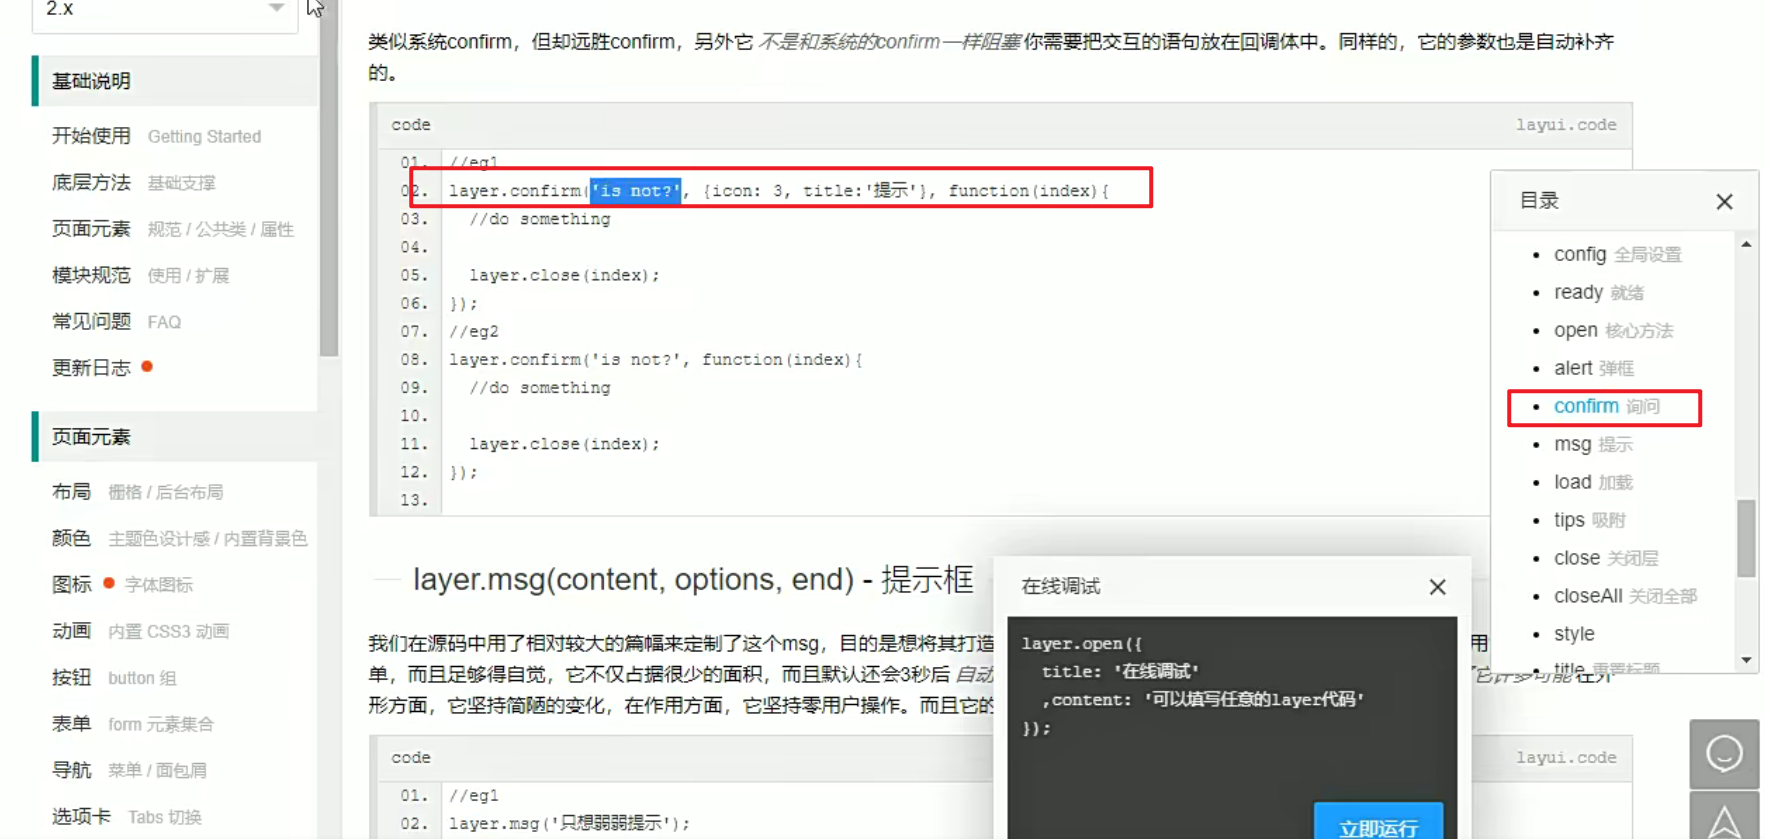 2.x
基础说明
开始使用 Getting Started
底层方法 基础支撑
页面元素 规范 / 公共类 / 属性
模块规范 使用 / 扩展
常见问题 FAQ
更新日志
页面元素
布局 栅格 / 后台布局
颜色 主题色设计感 / 内置背景色
图标 字体图标
动画 内置 CSS3 动画
按钮 button 组
表单 form 元素集合
导航 菜单 / 面包屑
选项卡 Tabs 切换
类似系统confirm，但却远胜confirm，另外它 不是和系统的confirm一样阻塞 你需要把交互的语句放在回调体中。同样的，它的参数也是自动补齐
的。
code layui.code
01. //eg1
02. layer.confirm('is not?', {icon: 3, title:'提示'}, function(index){
03. //do something
04.
05. layer.close(index);
06. });
07. //eg2
08. layer.confirm('is not?', function(index){
09. //do something
10.
11. layer.close(index);
12. });
13.
layer.msg(content, options, end) - 提示框
我们在源码中用了相对较大的篇幅来定制了这个msg，目的是想将其打造 用
单，而且足够得自觉，它不仅占据很少的面积，而且默认还会3秒后 自动 了它许多可能 在外
形方面，它坚持简陋的变化，在作用方面，它坚持零用户操作。而且它的
code layui.code
01. //eg1
02. layer.msg('只想弱弱提示');
目录
config 全局设置
ready 就绪
open 核心方法
alert 弹框
confirm 询问
msg 提示
load 加载
tips 吸附
close 关闭层
closeAll 关闭全部
style
title 重置标题
在线调试
layer.open({
title: '在线调试'
,content: '可以填写任意的layer代码'
});
立即运行